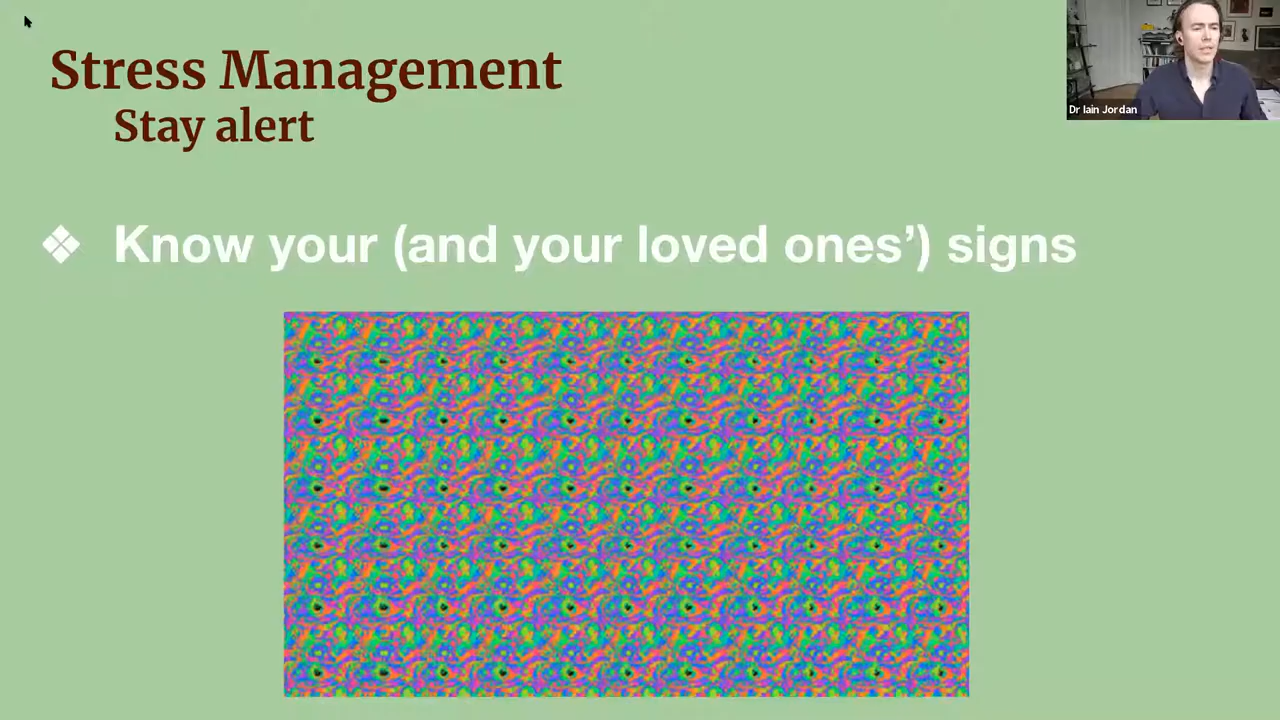 Stress Management
Stay alert
Dr Iain Jordan
❖ Know your (and your loved ones’) signs